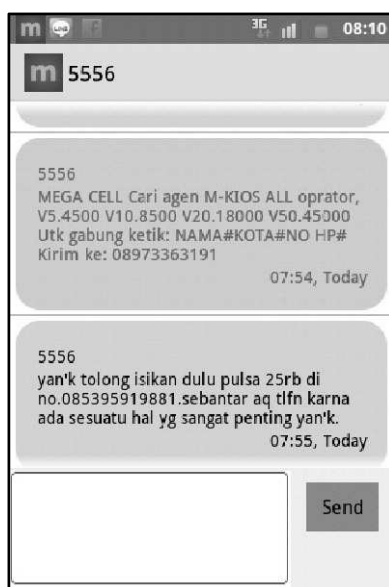 m
3G
08:10
m 5556
5556
MEGA CELL Cari agen M-KIOS ALL oprator,
V5.4500 V10.8500 V20.18000 V50.45000
Utk gabung ketik: NAMA#KOTA#NO HP#
Kirim ke: 08973363191
07:54, Today
5556
yan'k tolong isikan dulu pulsa 25rb di
no.085395919881.sebantar aq tlfn karna
ada sesuatu hal yg sangat penting yan'k.
07:55, Today
Send